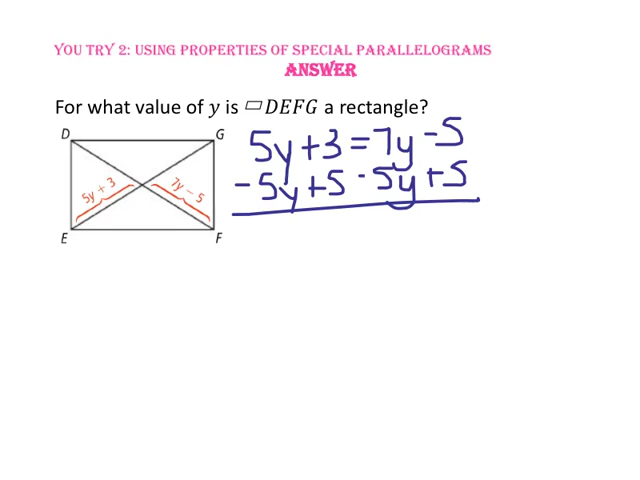 YOU TRY 2: USING PROPERTIES OF SPECIAL PARALLELOGRAMS
ANSWER
For what value of y is ▱DEFG a rectangle?
D G
5y + 3 7y − 5
E F
5y + 3 = 7y − 5
− 5y + 5 - 5y + 5